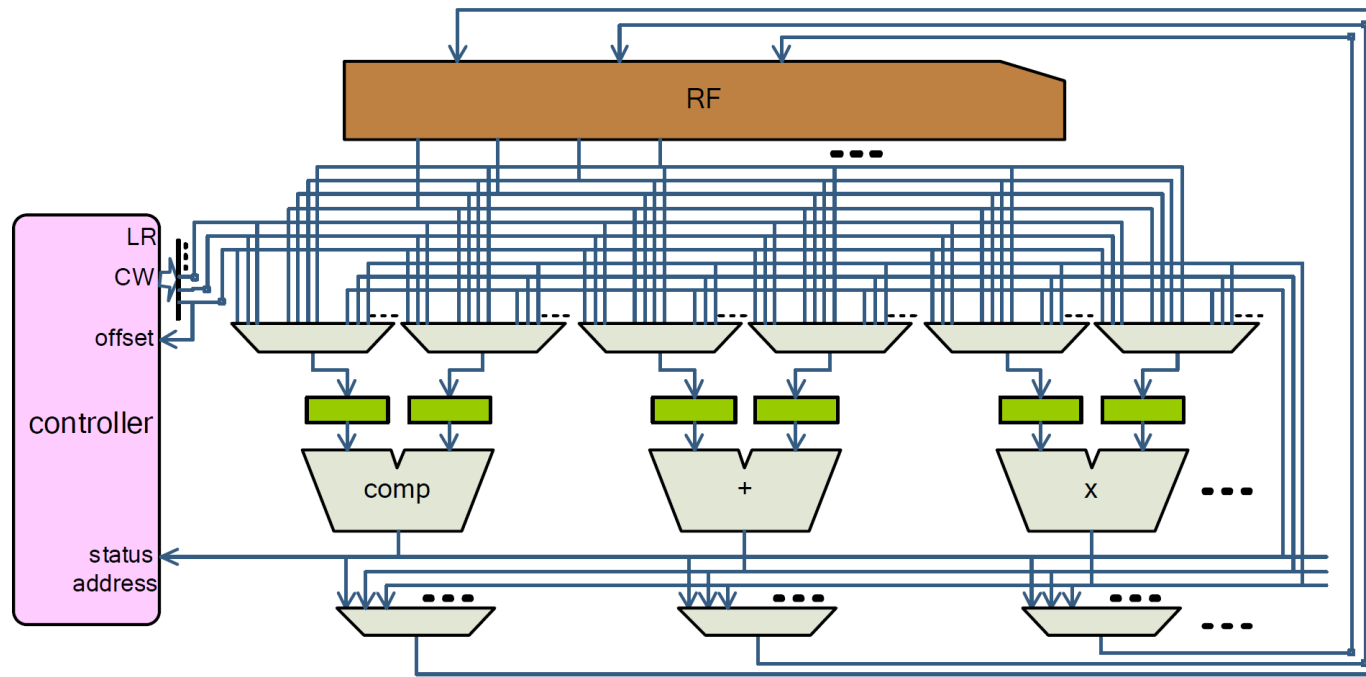 RF
LR
CW
offset
controller
comp
+
x
status
address